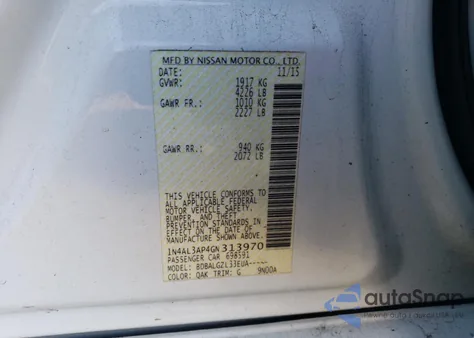 MFD BY NISSAN MOTOR CO., LTD.
DATE: 11/15
GVWR: 1917 KG
4226 LB
GAWR FR.: 1010 KG
2227 LB
GAWR RR.: 940 KG
2072 LB
THIS VEHICLE CONFORMS TO
ALL APPLICABLE FEDERAL
MOTOR VEHICLE SAFETY,
BUMPER, AND THEFT
PREVENTION STANDARDS IN
EFFECT ON THE DATE OF
MANUFACTURE SHOWN ABOVE.
1N4AL3AP4GN313970
PASSENGER CAR 698591
MODEL: BDBALGZL33EUA-----
COLOR: QAK TRIM: G 9N00A
autoSnap